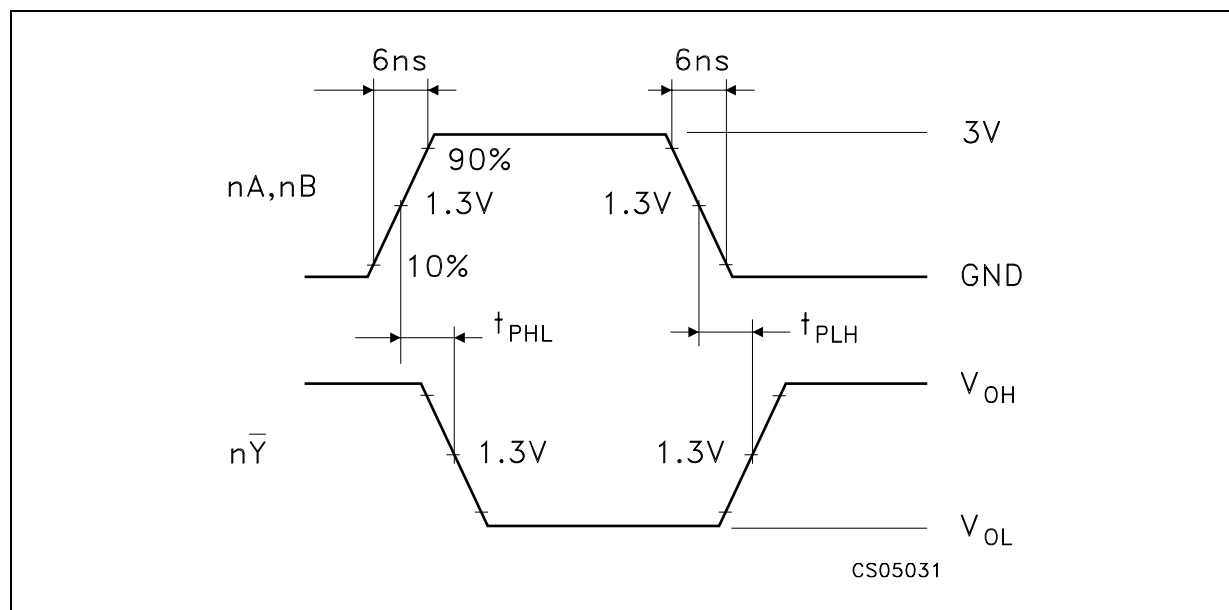 6ns 6ns
3V
90%
nA,nB 1.3V 1.3V
10% GND
tPHL tPLH
VOH
nY̅ 1.3V 1.3V
VOL
CS05031